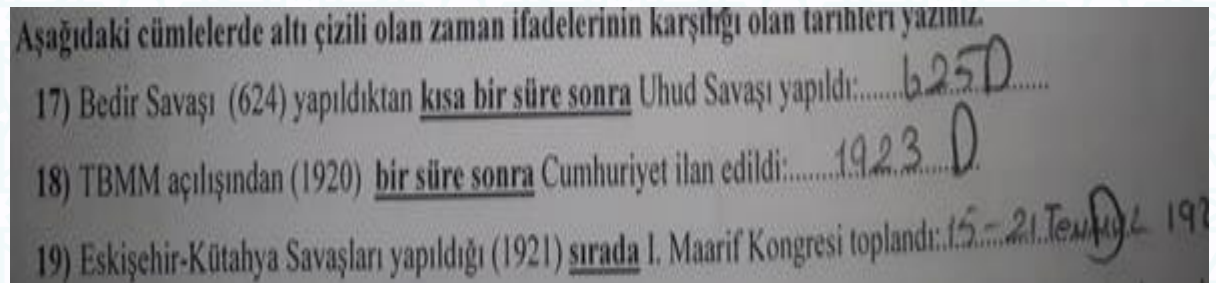 Aşağıdaki cümlelerde altı çizili olan zaman ifadelerinin karşılığı olan tarihleri yazınız.
17) Bedir Savaşı (624) yapıldıktan kısa bir süre sonra Uhud Savaşı yapıldı:......625 D......
18) TBMM açılışından (1920) bir süre sonra Cumhuriyet ilan edildi:........1923....D.
19) Eskişehir-Kütahya Savaşları yapıldığı (1921) sırada I. Maarif Kongresi toplandı:.15-21